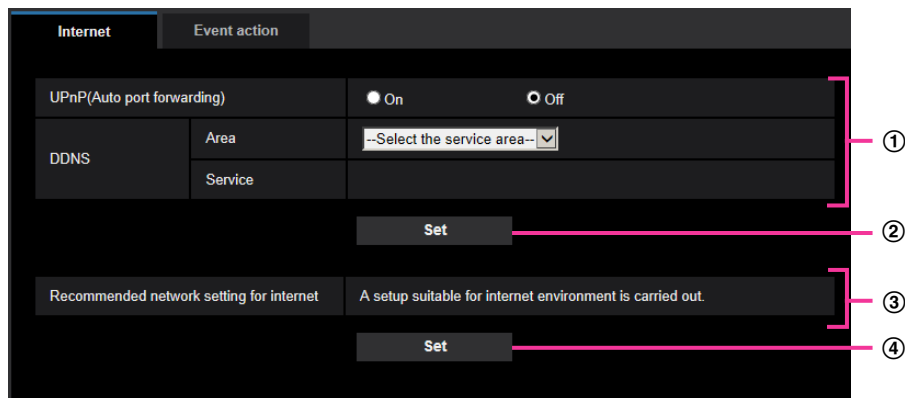 Internet Event action
UPnP(Auto port forwarding) On Off
DDNS
Area --Select the service area--
Service
①
Set ②
Recommended network setting for internet A setup suitable for internet environment is carried out. ③
Set ④